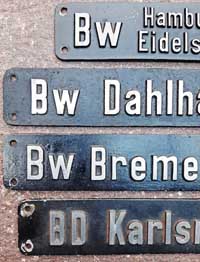 Bw Hambu
Eidels
Bw Dahlha
Bw Breme
BD Karlsr